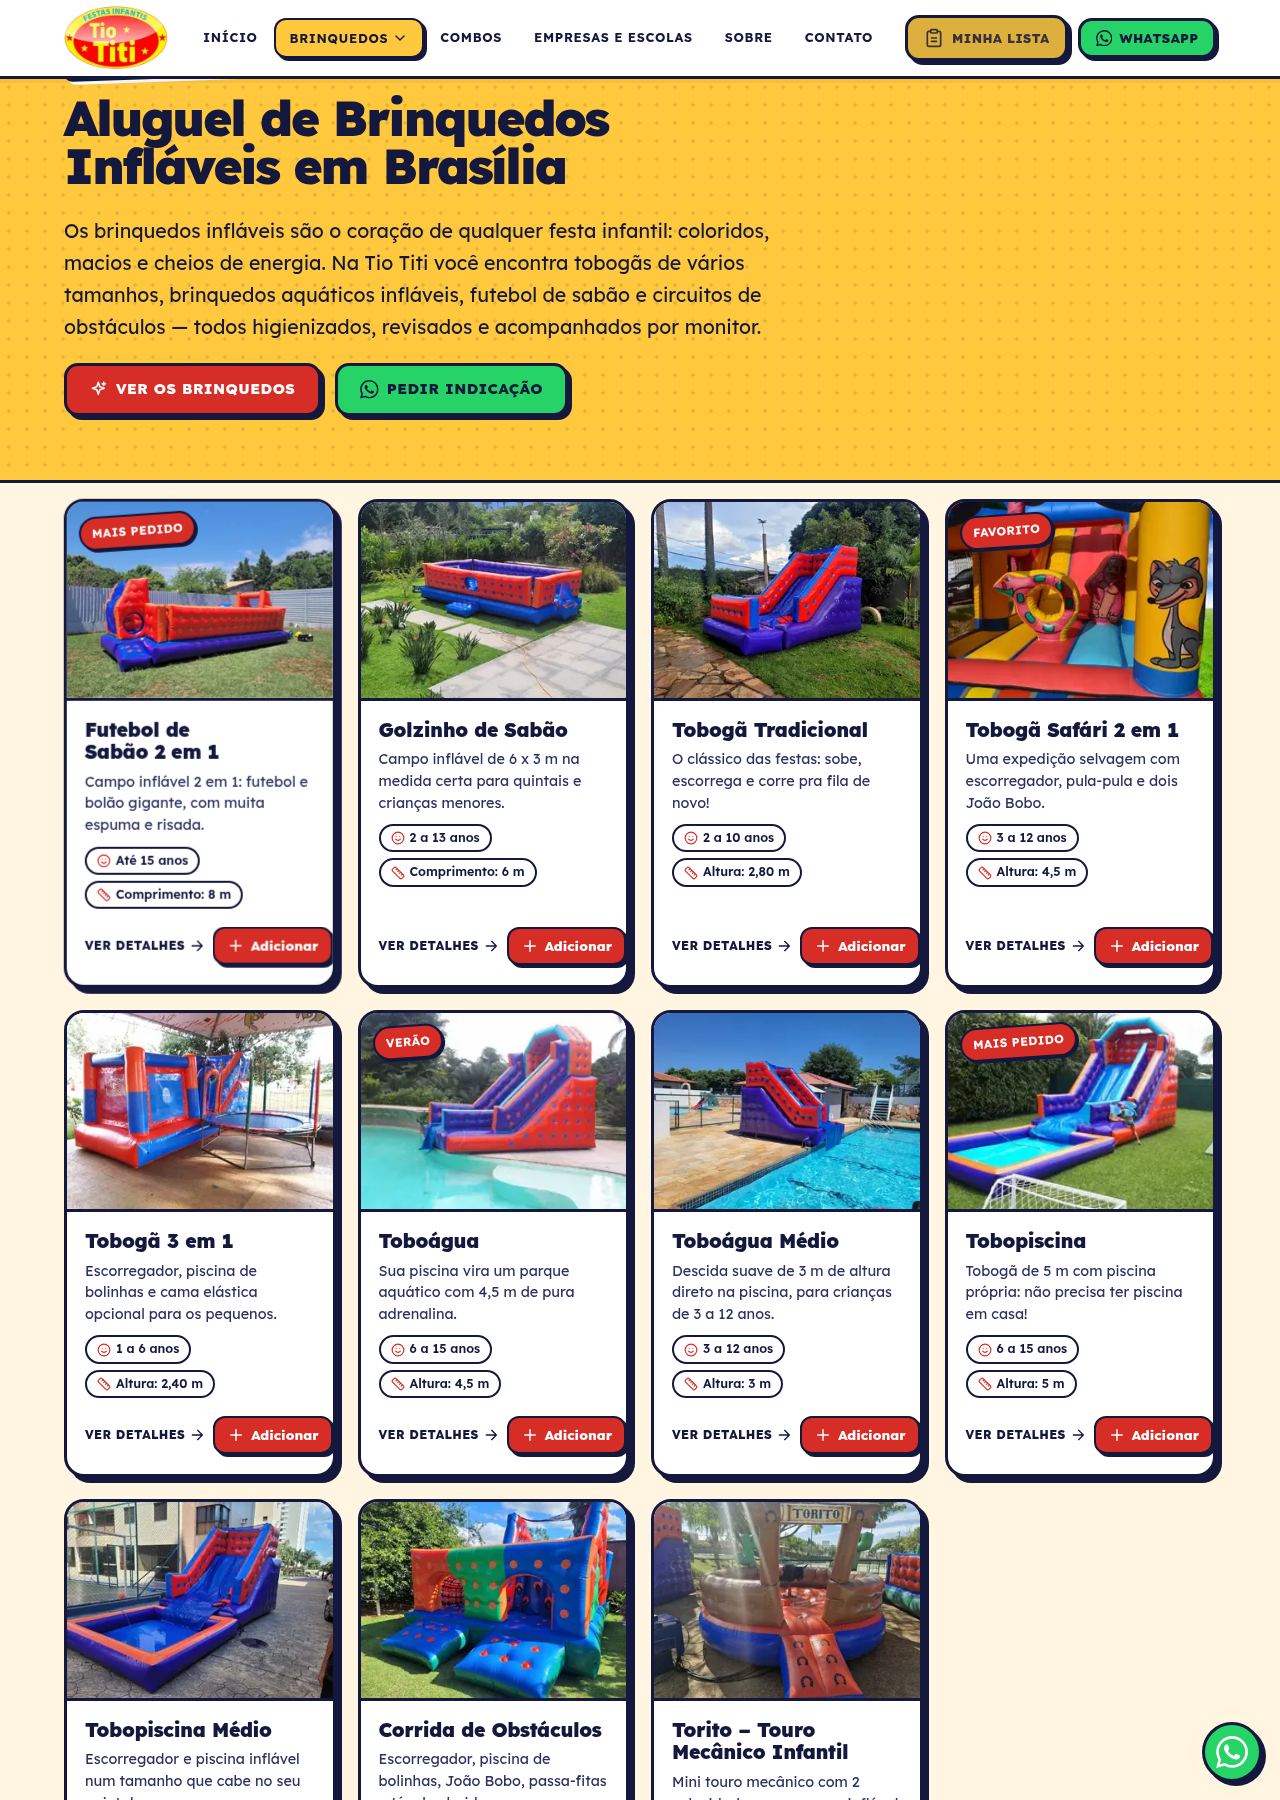 FESTAS INFANTIS
Tio
Titi
INÍCIO
BRINQUEDOS
COMBOS
EMPRESAS E ESCOLAS
SOBRE
CONTATO
MINHA LISTA
WHATSAPP
Aluguel de Brinquedos
Infláveis em Brasília
Os brinquedos infláveis são o coração de qualquer festa infantil: coloridos,
macios e cheios de energia. Na Tio Titi você encontra tobogãs de vários
tamanhos, brinquedos aquáticos infláveis, futebol de sabão e circuitos de
obstáculos — todos higienizados, revisados e acompanhados por monitor.
VER OS BRINQUEDOS
PEDIR INDICAÇÃO
MAIS PEDIDO
Futebol de
Sabão 2 em 1
Campo inflável 2 em 1: futebol e
bolão gigante, com muita
espuma e risada.
Até 15 anos
Comprimento: 8 m
VER DETALHES
Adicionar
Golzinho de Sabão
Campo inflável de 6 x 3 m na
medida certa para quintais e
crianças menores.
2 a 13 anos
Comprimento: 6 m
VER DETALHES
Adicionar
Tobogã Tradicional
O clássico das festas: sobe,
escorrega e corre pra fila de
novo!
2 a 10 anos
Altura: 2,80 m
VER DETALHES
Adicionar
FAVORITO
Tobogã Safári 2 em 1
Uma expedição selvagem com
escorregador, pula-pula e dois
João Bobo.
3 a 12 anos
Altura: 4,5 m
VER DETALHES
Adicionar
Tobogã 3 em 1
Escorregador, piscina de
bolinhas e cama elástica
opcional para os pequenos.
1 a 6 anos
Altura: 2,40 m
VER DETALHES
Adicionar
VERÃO
Toboágua
Sua piscina vira um parque
aquático com 4,5 m de pura
adrenalina.
6 a 15 anos
Altura: 4,5 m
VER DETALHES
Adicionar
Toboágua Médio
Descida suave de 3 m de altura
direto na piscina, para crianças
de 3 a 12 anos.
3 a 12 anos
Altura: 3 m
VER DETALHES
Adicionar
MAIS PEDIDO
Tobopiscina
Tobogã de 5 m com piscina
própria: não precisa ter piscina
em casa!
6 a 15 anos
Altura: 5 m
VER DETALHES
Adicionar
Tobopiscina Médio
Escorregador e piscina inflável
num tamanho que cabe no seu
Corrida de Obstáculos
Escorregador, piscina de
bolinhas, João Bobo, passa-fitas
TORITO
Torito – Touro
Mecânico Infantil
Mini touro mecânico com 2